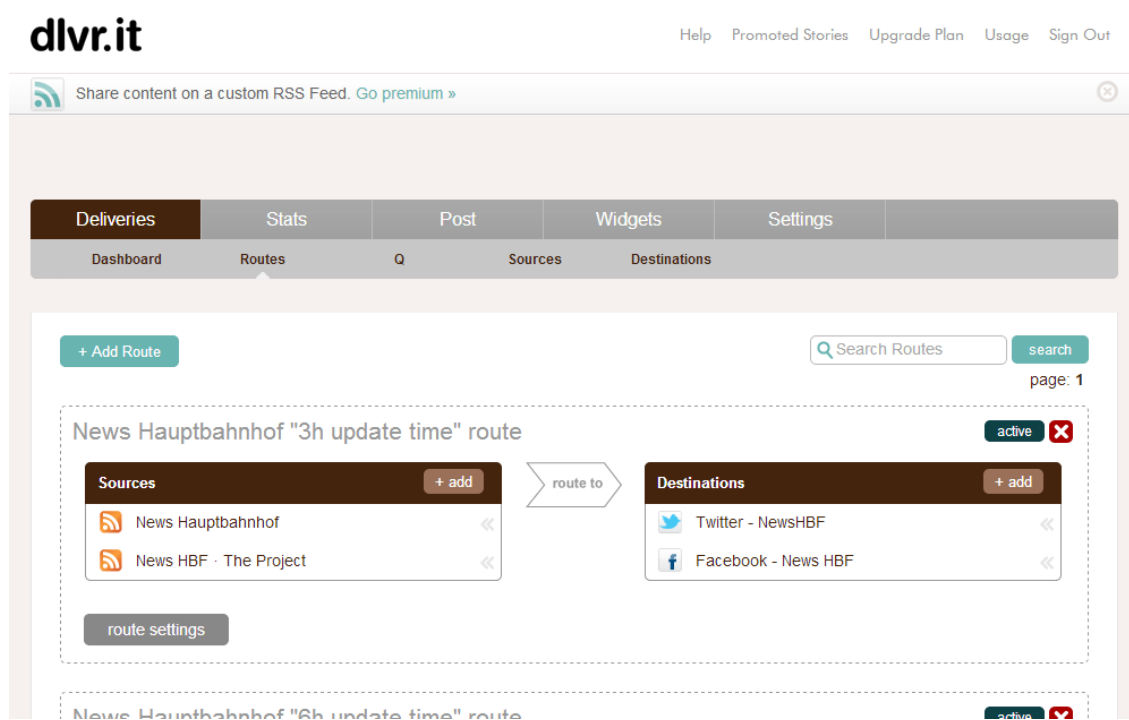 dlvr.it
Help Promoted Stories Upgrade Plan Usage Sign Out
Share content on a custom RSS Feed. Go premium »
Deliveries Stats Post Widgets Settings
Dashboard Routes Q Sources Destinations
+ Add Route Search Routes search
page: 1
News Hauptbahnhof "3h update time" route active
Sources + add route to Destinations + add
News Hauptbahnhof « Twitter - NewsHBF «
News HBF · The Project « Facebook - News HBF «
route settings
News Hauptbahnhof "6h update time" route active